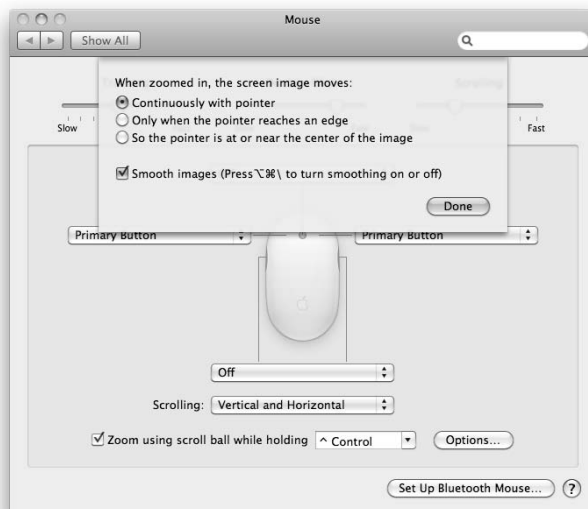 Mouse
Show All
When zoomed in, the screen image moves:
Continuously with pointer
Only when the pointer reaches an edge
So the pointer is at or near the center of the image
Slow
Fast
Smooth images (Press⌥⌘\ to turn smoothing on or off)
Done
Primary Button
Primary Button
Off
Scrolling: Vertical and Horizontal
Zoom using scroll ball while holding ^ Control Options...
Set Up Bluetooth Mouse... ?